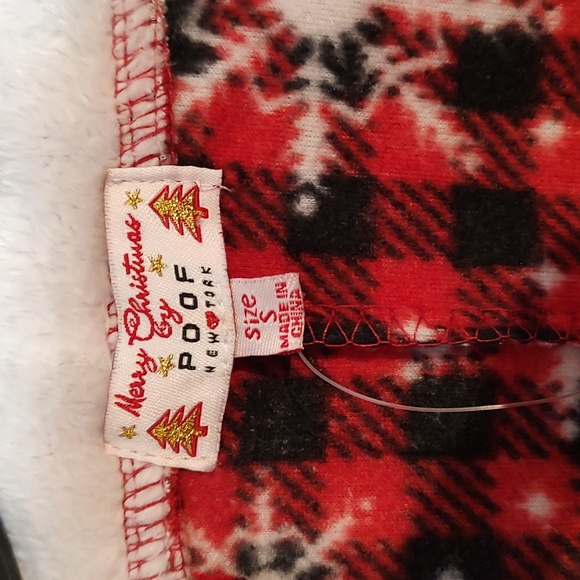 Merry Christmas
by
POOF
NEW YORK
Size
S
MADE IN
CHINA